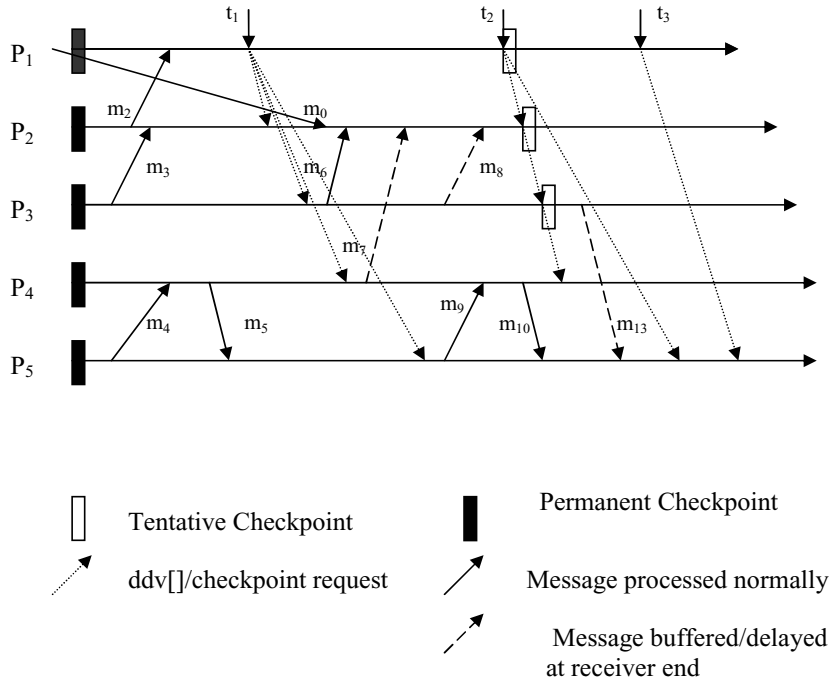 t₁
t₂
t₃
P₁
m₂
m₀
P₂
m₃
m₆
m₈
P₃
m₇
P₄
m₄
m₅
m₉
m₁₀
m₁₃
P₅
Tentative Checkpoint
Permanent Checkpoint
ddv[]/checkpoint request
Message processed normally
Message buffered/delayed
at receiver end